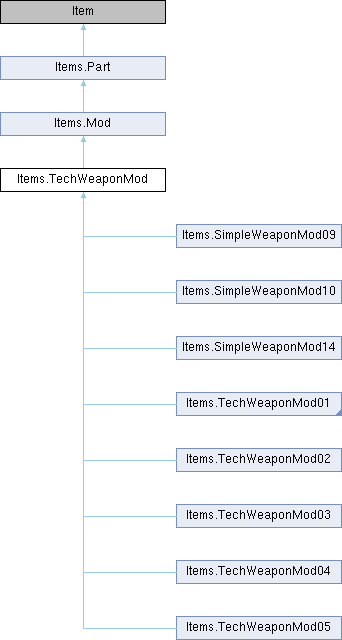 Item
Items.Part
Items.Mod
Items.TechWeaponMod
Items.SimpleWeaponMod09
Items.SimpleWeaponMod10
Items.SimpleWeaponMod14
Items.TechWeaponMod01
Items.TechWeaponMod02
Items.TechWeaponMod03
Items.TechWeaponMod04
Items.TechWeaponMod05